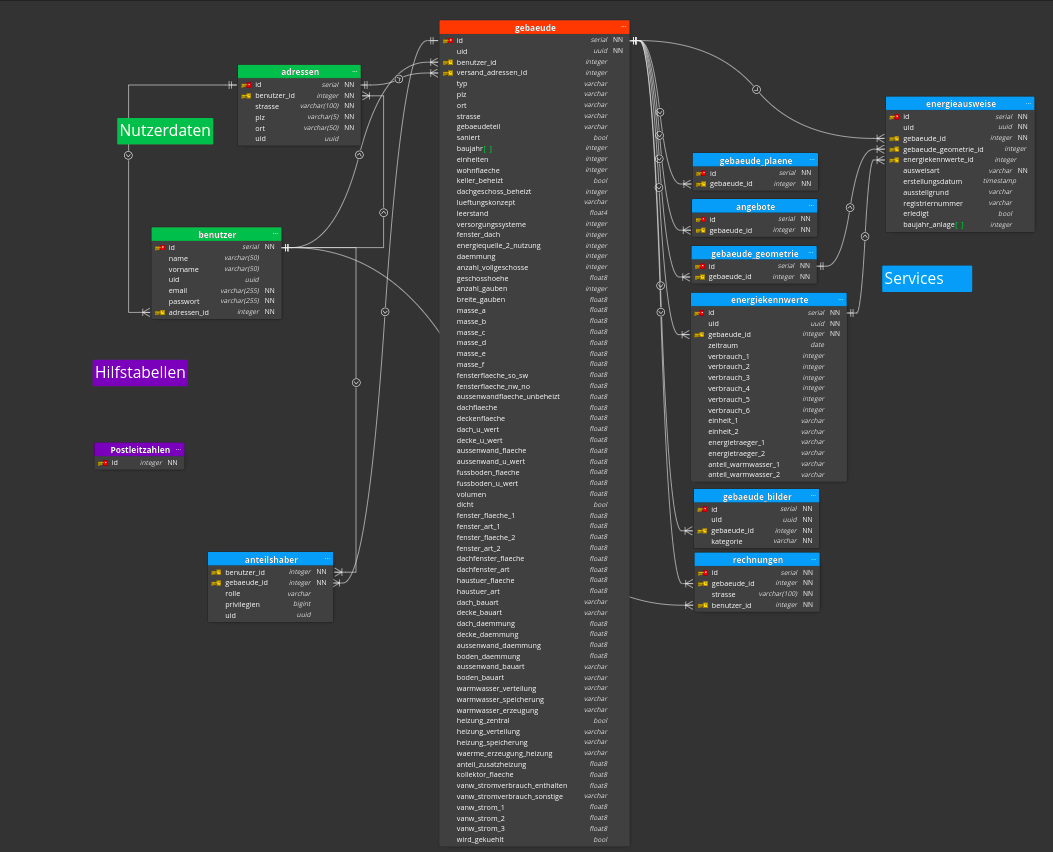 gebaeude
id serial NN
uid uuid NN
benutzer_id integer
versand_adressen_id integer
typ varchar
plz varchar
ort varchar
strasse varchar
gebaeudeteil varchar
saniert bool
baujahr[ ] integer
einheiten integer
wohnflaeche integer
keller_beheizt bool
dachgeschoss_beheizt integer
lueftungskonzept varchar
leerstand float4
versorgungssysteme integer
fenster_dach integer
energiequelle_2_nutzung integer
daemmung integer
anzahl_vollgeschosse integer
geschosshoehe float8
anzahl_gauben integer
breite_gauben float8
masse_a float8
masse_b float8
masse_c float8
masse_d float8
masse_e float8
masse_f float8
fensterflaeche_so_sw float8
fensterflaeche_nw_no float8
aussenwandflaeche_unbeheizt float8
dachflaeche float8
deckenflaeche float8
dach_u_wert float8
decke_u_wert float8
aussenwand_flaeche float8
aussenwand_u_wert float8
fussboden_flaeche float8
fussboden_u_wert float8
volumen float8
dicht bool
fenster_flaeche_1 float8
fenster_art_1 float8
fenster_flaeche_2 float8
fenster_art_2 float8
dachfenster_flaeche float8
dachfenster_art float8
haustuer_flaeche float8
haustuer_art float8
dach_bauart varchar
decke_bauart varchar
dach_daemmung float8
decke_daemmung float8
aussenwand_daemmung float8
boden_daemmung float8
aussenwand_bauart varchar
boden_bauart varchar
warmwasser_verteilung varchar
warmwasser_speicherung varchar
warmwasser_erzeugung varchar
heizung_zentral bool
heizung_verteilung varchar
heizung_speicherung varchar
waerme_erzeugung_heizung varchar
anteil_zusatzheizung float8
kollektor_flaeche float8
vanw_stromverbrauch_enthalten float8
vanw_stromverbrauch_sonstige varchar
vanw_strom_1 float8
vanw_strom_2 float8
vanw_strom_3 float8
wird_gekuehlt bool
adressen
id serial NN
benutzer_id integer NN
strasse varchar(100) NN
plz varchar(5) NN
ort varchar(50) NN
uid uuid
Nutzerdaten
benutzer
id serial NN
name varchar(50)
vorname varchar(50)
uid uuid
email varchar(255) NN
passwort varchar(255) NN
adressen_id integer NN
Hilfstabellen
Postleitzahlen
id integer NN
anteilshaber
benutzer_id integer NN
gebaeude_id integer NN
rolle varchar
privilegien bigint
uid uuid
gebaeude_plaene
id serial NN
gebaeude_id integer NN
angebote
id serial NN
gebaeude_id integer NN
gebaeude_geometrie
id serial NN
gebaeude_id integer NN
energiekennwerte
id serial NN
uid uuid NN
gebaeude_id integer NN
zeitraum date
verbrauch_1 integer
verbrauch_2 integer
verbrauch_3 integer
verbrauch_4 integer
verbrauch_5 integer
verbrauch_6 integer
einheit_1 varchar
einheit_2 varchar
energietraeger_1 varchar
energietraeger_2 varchar
anteil_warmwasser_1 varchar
anteil_warmwasser_2 varchar
gebaeude_bilder
id serial NN
uid uuid NN
gebaeude_id integer NN
kategorie varchar NN
rechnungen
id serial NN
gebaeude_id integer NN
strasse varchar(100) NN
benutzer_id integer NN
energieausweise
id serial NN
uid uuid NN
gebaeude_id integer NN
gebaeude_geometrie_id integer
energiekennwerte_id integer
ausweisart varchar NN
erstellungsdatum timestamp
ausstellgrund varchar
registriernummer varchar
erledigt bool
baujahr_anlage[ ] integer
Services